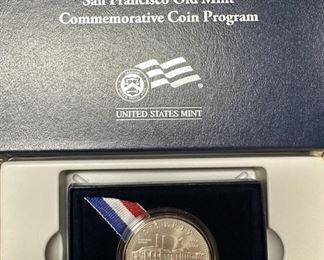 San Francisco Old Mint
Commemorative Coin Program
UNITED STATES MINT